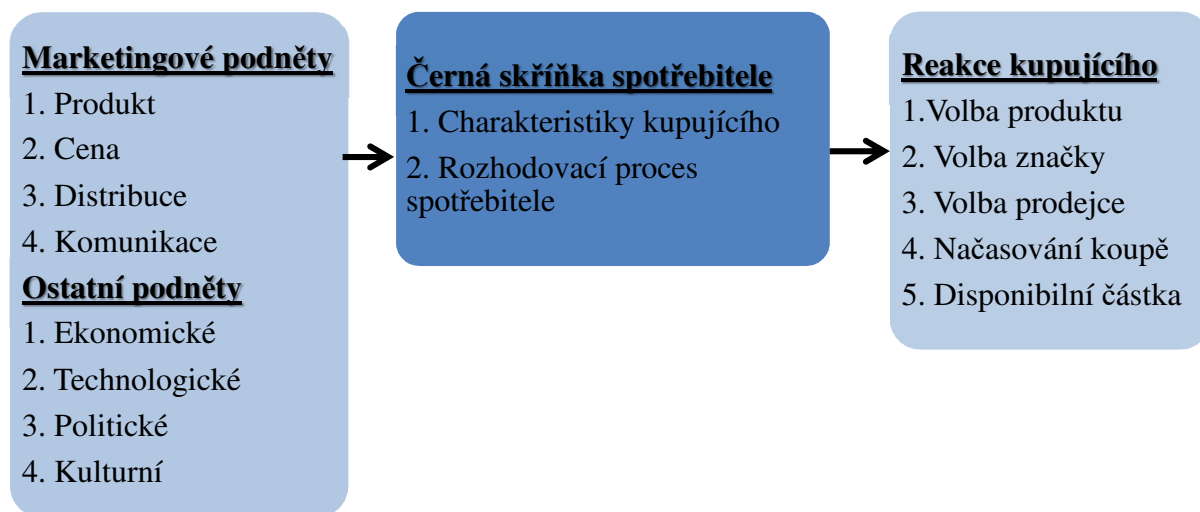 Marketingové podněty
1. Produkt
2. Cena
3. Distribuce
4. Komunikace
Ostatní podněty
1. Ekonomické
2. Technologické
3. Politické
4. Kulturní
Černá skříňka spotřebitele
1. Charakteristiky kupujícího
2. Rozhodovací proces
spotřebitele
Reakce kupujícího
1.Volba produktu
2. Volba značky
3. Volba prodejce
4. Načasování koupě
5. Disponibilní částka